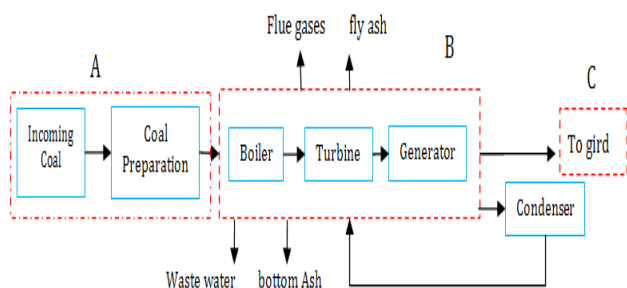 Flue gases
fly ash
A
B
C
Incoming
Coal
Coal
Preparation
Boiler
Turbine
Generator
To gird
Condenser
Waste water
bottom Ash